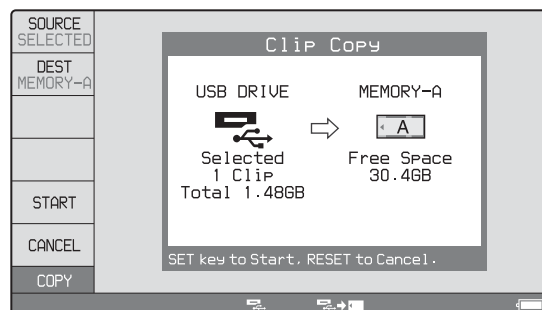 SOURCE
SELECTED
DEST
MEMORY-A
START
CANCEL
COPY
Clip Copy
USB DRIVE
MEMORY-A
A
Selected
1 Clip
Total 1.48GB
Free Space
30.4GB
SET key to Start, RESET to Cancel.